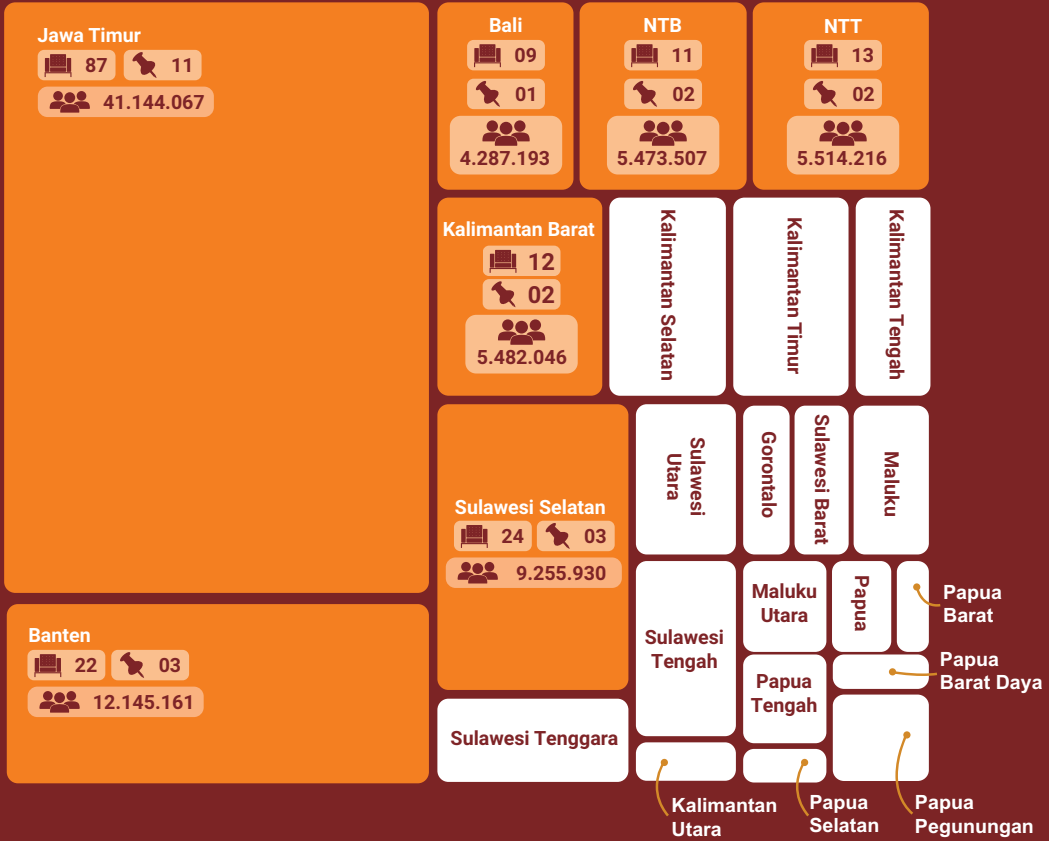 Jawa Timur
87 11
41.144.067
Bali
09
01
4.287.193
NTB
11
02
5.473.507
NTT
13
02
5.514.216
Kalimantan Barat
12
02
5.482.046
Kalimantan Selatan
Kalimantan Timur
Kalimantan Tengah
Sulawesi Selatan
24 03
9.255.930
Sulawesi
Utara
Gorontalo
Sulawesi Barat
Maluku
Banten
22 03
12.145.161
Sulawesi
Tengah
Maluku
Utara
Papua
Papua
Barat
Papua
Barat Daya
Papua
Tengah
Sulawesi Tenggara
Kalimantan
Utara
Papua
Selatan
Papua
Pegunungan